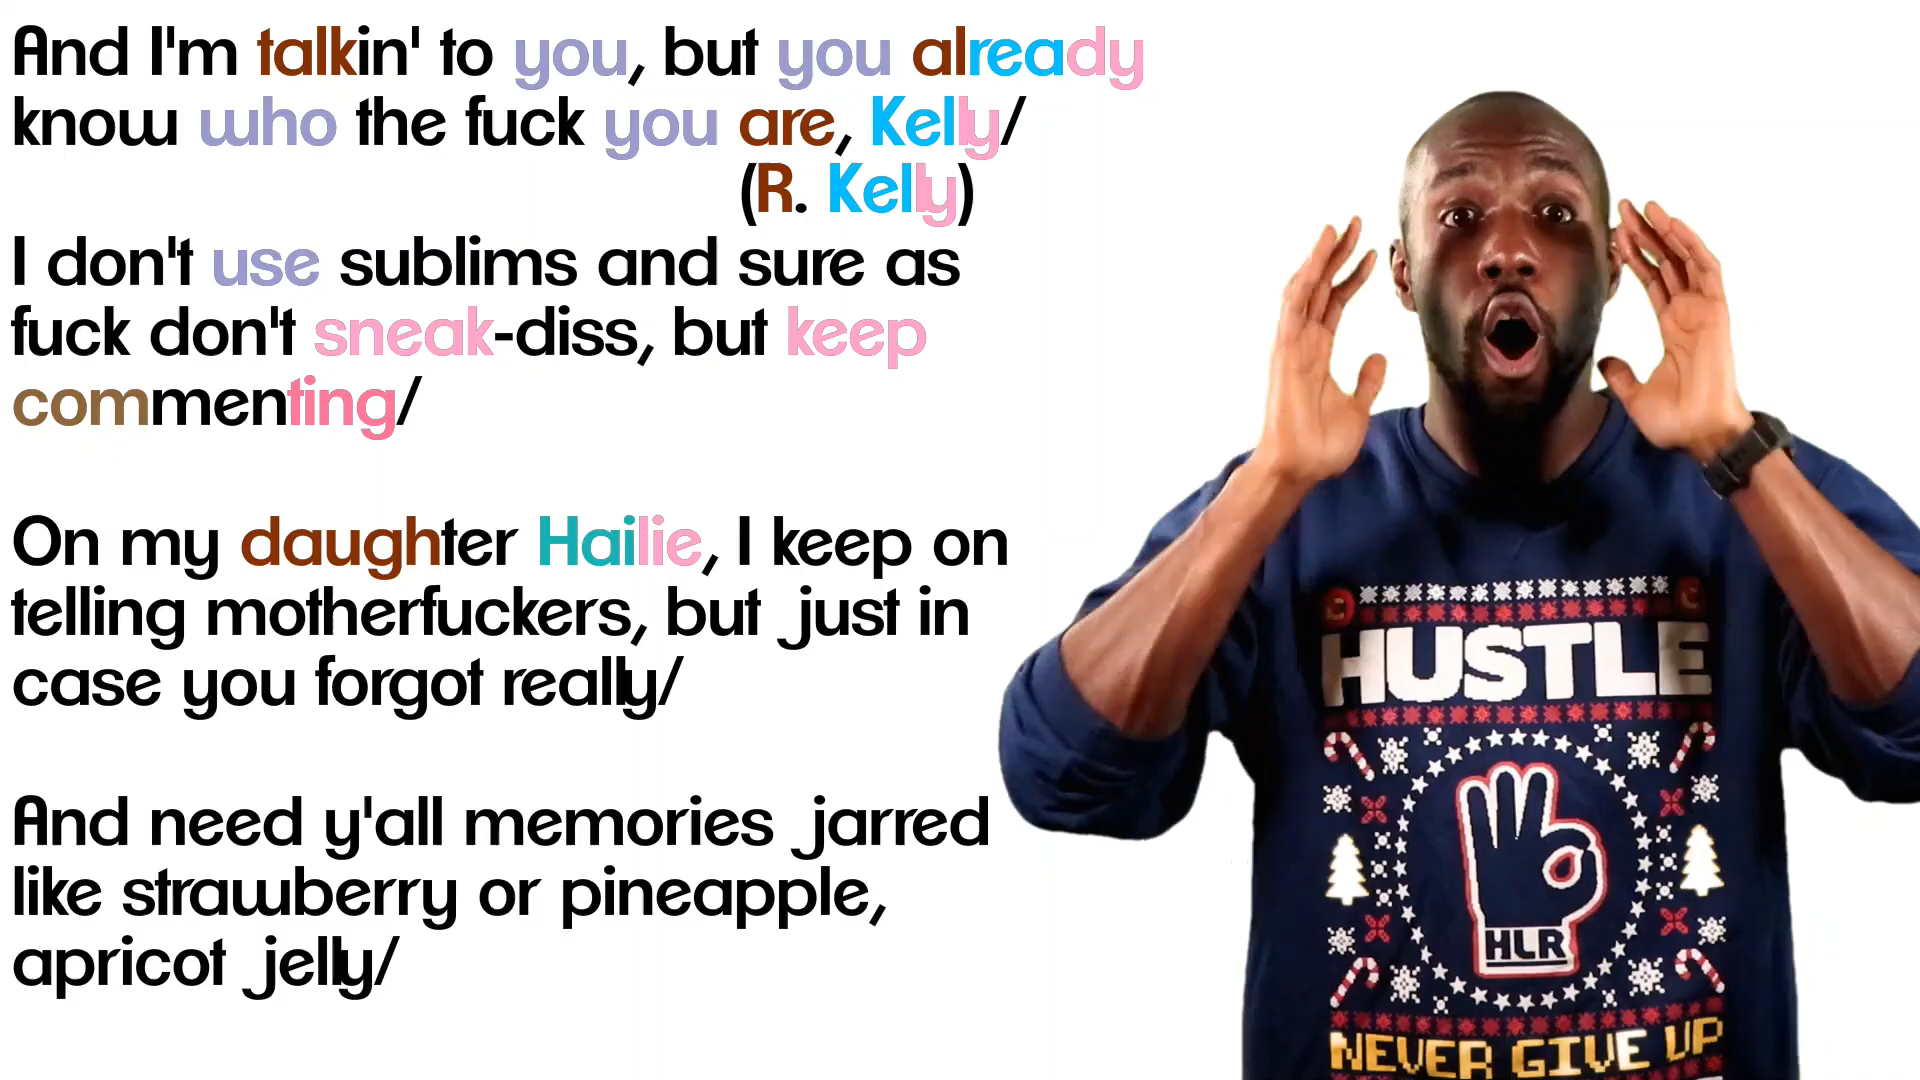 And I'm talkin' to you, but you already
know who the fuck you are, Kelly/
(R. Kelly)
I don't use sublims and sure as
fuck don't sneak-diss, but keep
commenting/
On my daughter Hailie, I keep on
telling motherfuckers, but just in
case you forgot really/
And need y'all memories jarred
like strawberry or pineapple,
apricot jelly/
HUSTLE
HLR
NEVER GIVE UP